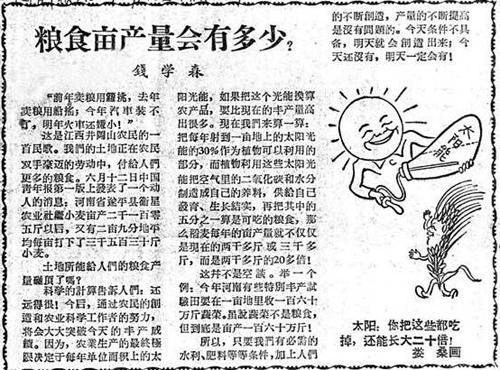 粮食亩产量会有多少?
錢学森
“前年卖粮用籮挑,去年
卖粮用船搖;今年汽車裝不
了,明年火車还嫌小!”
这是江西井岡山农民的一
首民歌。我們的土地正在农民
双手豪迈的劳动中,付給人們
更多的粮食。六月十二日中国
青年报第一版上發表了一个动
人的消息:河南省遂平县衛星
农业社繼小麦亩产二千一百零
五斤以后,又有二亩九分地平
均每亩打下了三千五百三十斤
小麦。
土地所能給人們的粮食产
量碰頂了嗎?
科学的計算告訴人們:还
远得很!今后,通过农民的創
造和农业科学工作者的努力,
将会大大突破今天的丰产成
績。因为,农業生产的最終極
限决定于每年单位面积上的太
阳光能,如果把这个光能換算
农产品,要比現在的丰产量高
出很多。現在我們来算一算:
把每年射到一亩地上的太阳光
能的30%作为植物可以利用的
部分,而植物利用这些太阳光
能把空气里的二氧化碳和水分
制造成自己的养料,供給自己
發育、生长結实,再把其中的
五分之一算是可吃的粮食,那
么稻麦每年的亩产量就不仅仅
是現在的两千多斤或三千多
斤,而是两千多斤的20多倍!
这并不是空談。举一个
例:今年河南有些特別丰产試
驗田要在一亩地里收一百六十
万斤蔬菜。虽說蔬菜不是粮食,
但到底是亩产一百六十万斤!
所以,只要我們有必需的
水利、肥料等等条件,加上人們
的不断創造,产量的不断提高
是沒有問題的。今天条件不具
备,明天就会創造出来;今
天还沒有,明天一定会有!
太陽能
太阳:你把这些都吃
掉,还能长大二十倍!
姜 桑画